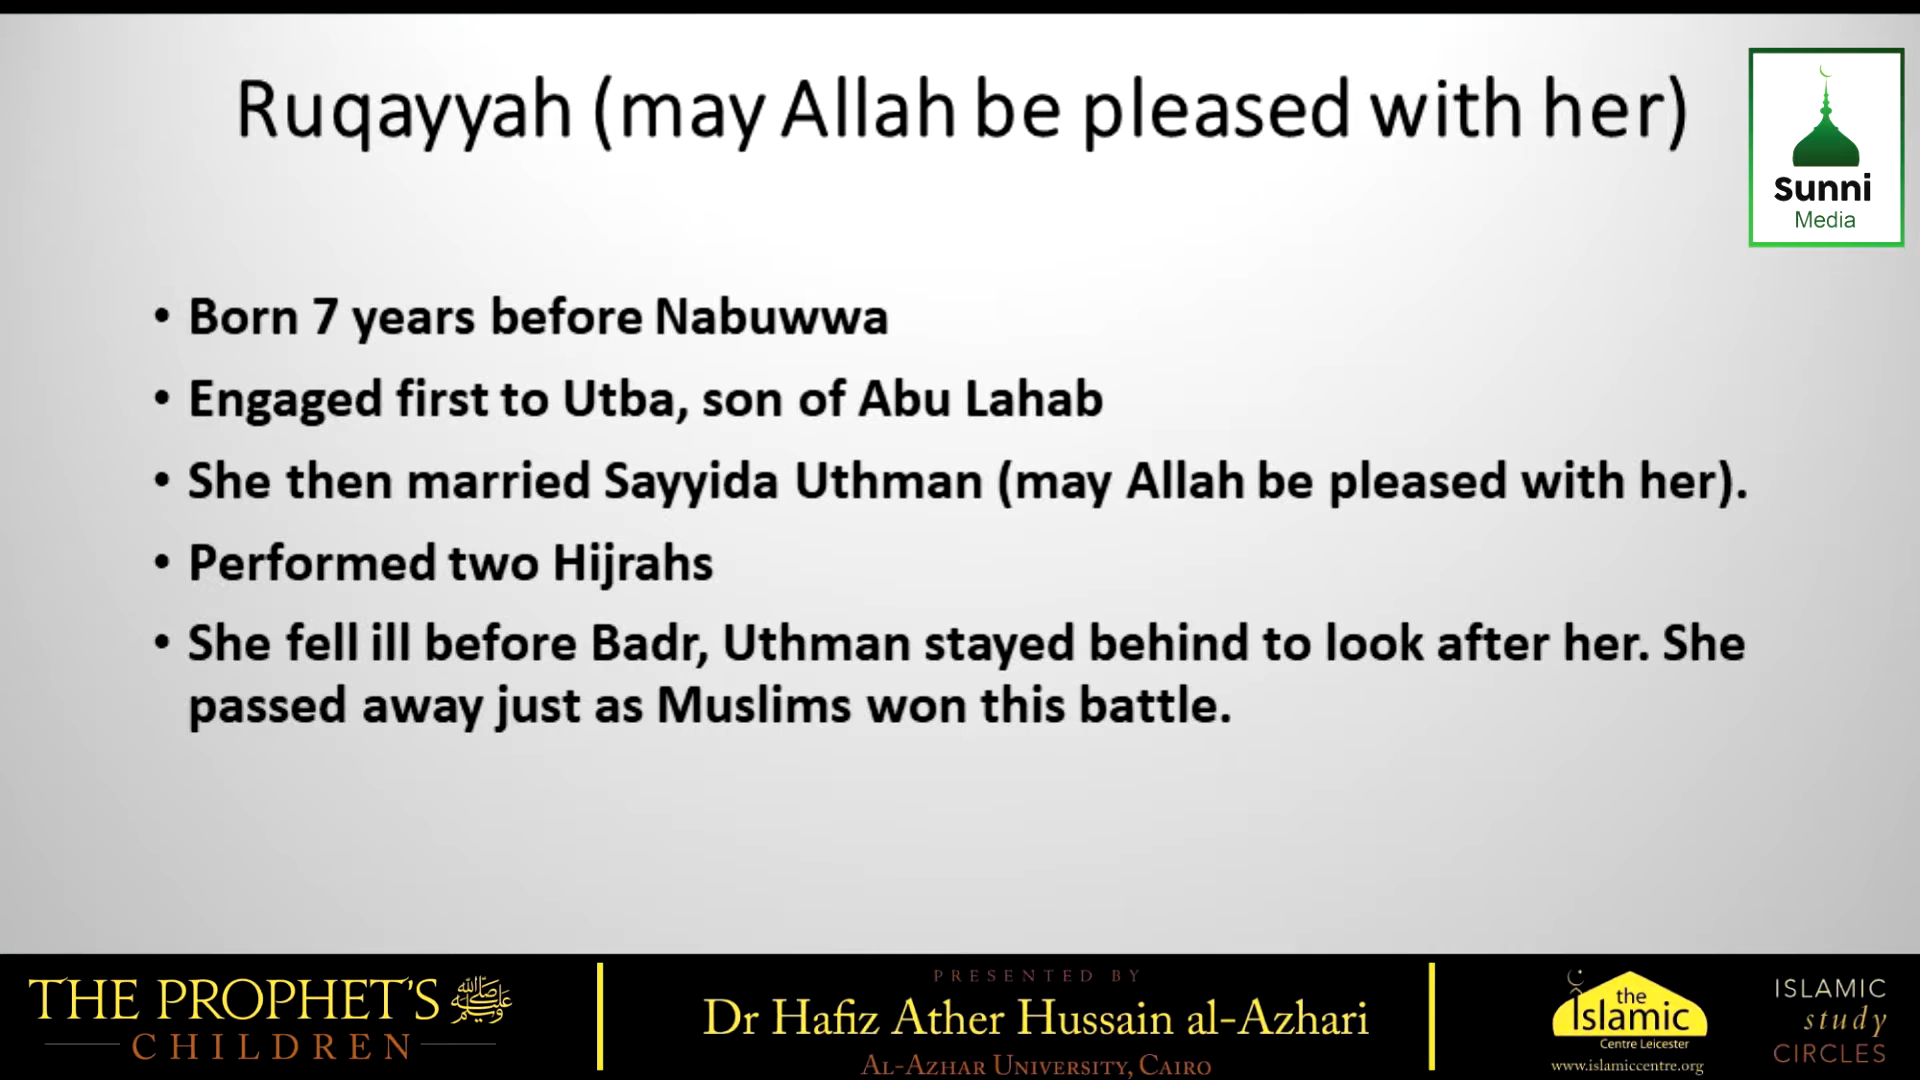 Ruqayyah (may Allah be pleased with her)
Sunni
Media
• Born 7 years before Nabuwwa
• Engaged first to Utba, son of Abu Lahab
• She then married Sayyida Uthman (may Allah be pleased with her).
• Performed two Hijrahs
• She fell ill before Badr, Uthman stayed behind to look after her. She
passed away just as Muslims won this battle.
THE PROPHET'S ﷺ
CHILDREN
PRESENTED BY
Dr Hafiz Ather Hussain al-Azhari
AL-AZHAR UNIVERSITY, CAIRO
the
Islamic
Centre Leicester
www.islamiccentre.org
ISLAMIC
study
CIRCLES